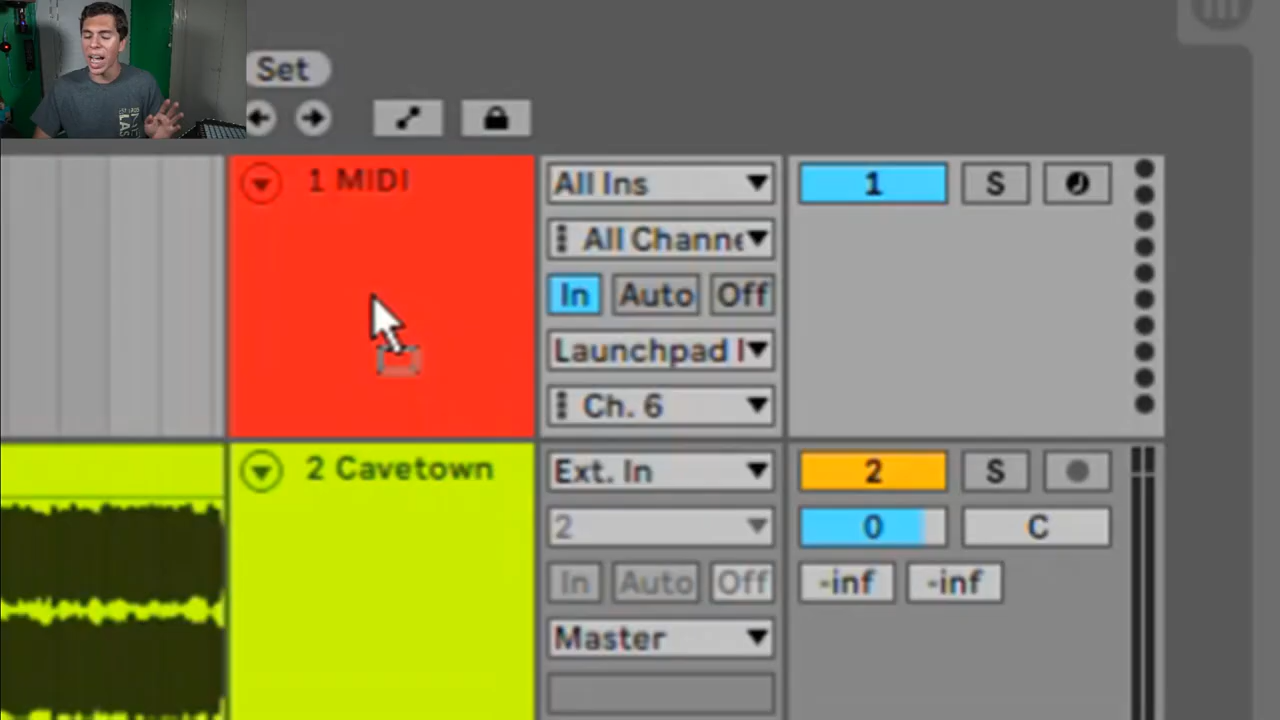 Set
1 MIDI
All Ins
All Channe
In Auto Off
Launchpad
Ch. 6
1 S
2 Cavetown
Ext. In
2
In Auto Off
Master
2 S
0 C
-inf -inf